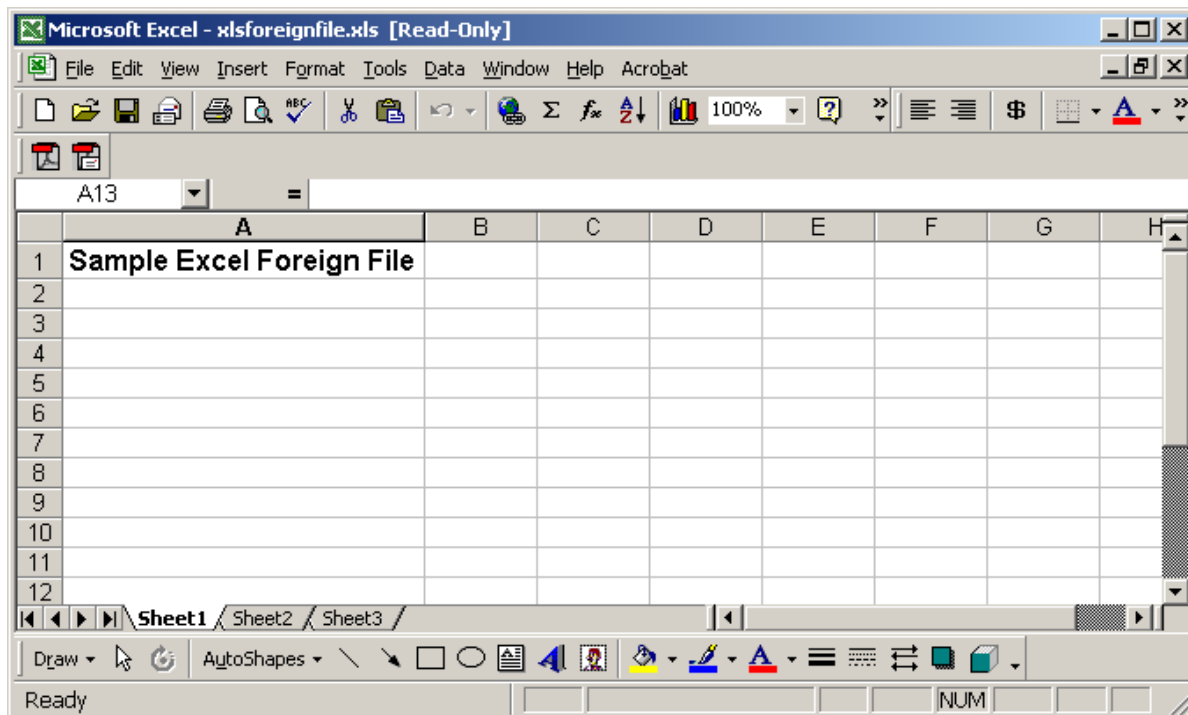 Microsoft Excel - xlsforeignfile.xls [Read-Only]
File Edit View Insert Format Tools Data Window Help Acrobat
ABC Σ fx A Z 100% ? » $ A »
A13 =
A B C D E F G H
1 Sample Excel Foreign File
2
3
4
5
6
7
8
9
10
11
12
Sheet1 Sheet2 Sheet3
Draw AutoShapes A A A
Ready NUM